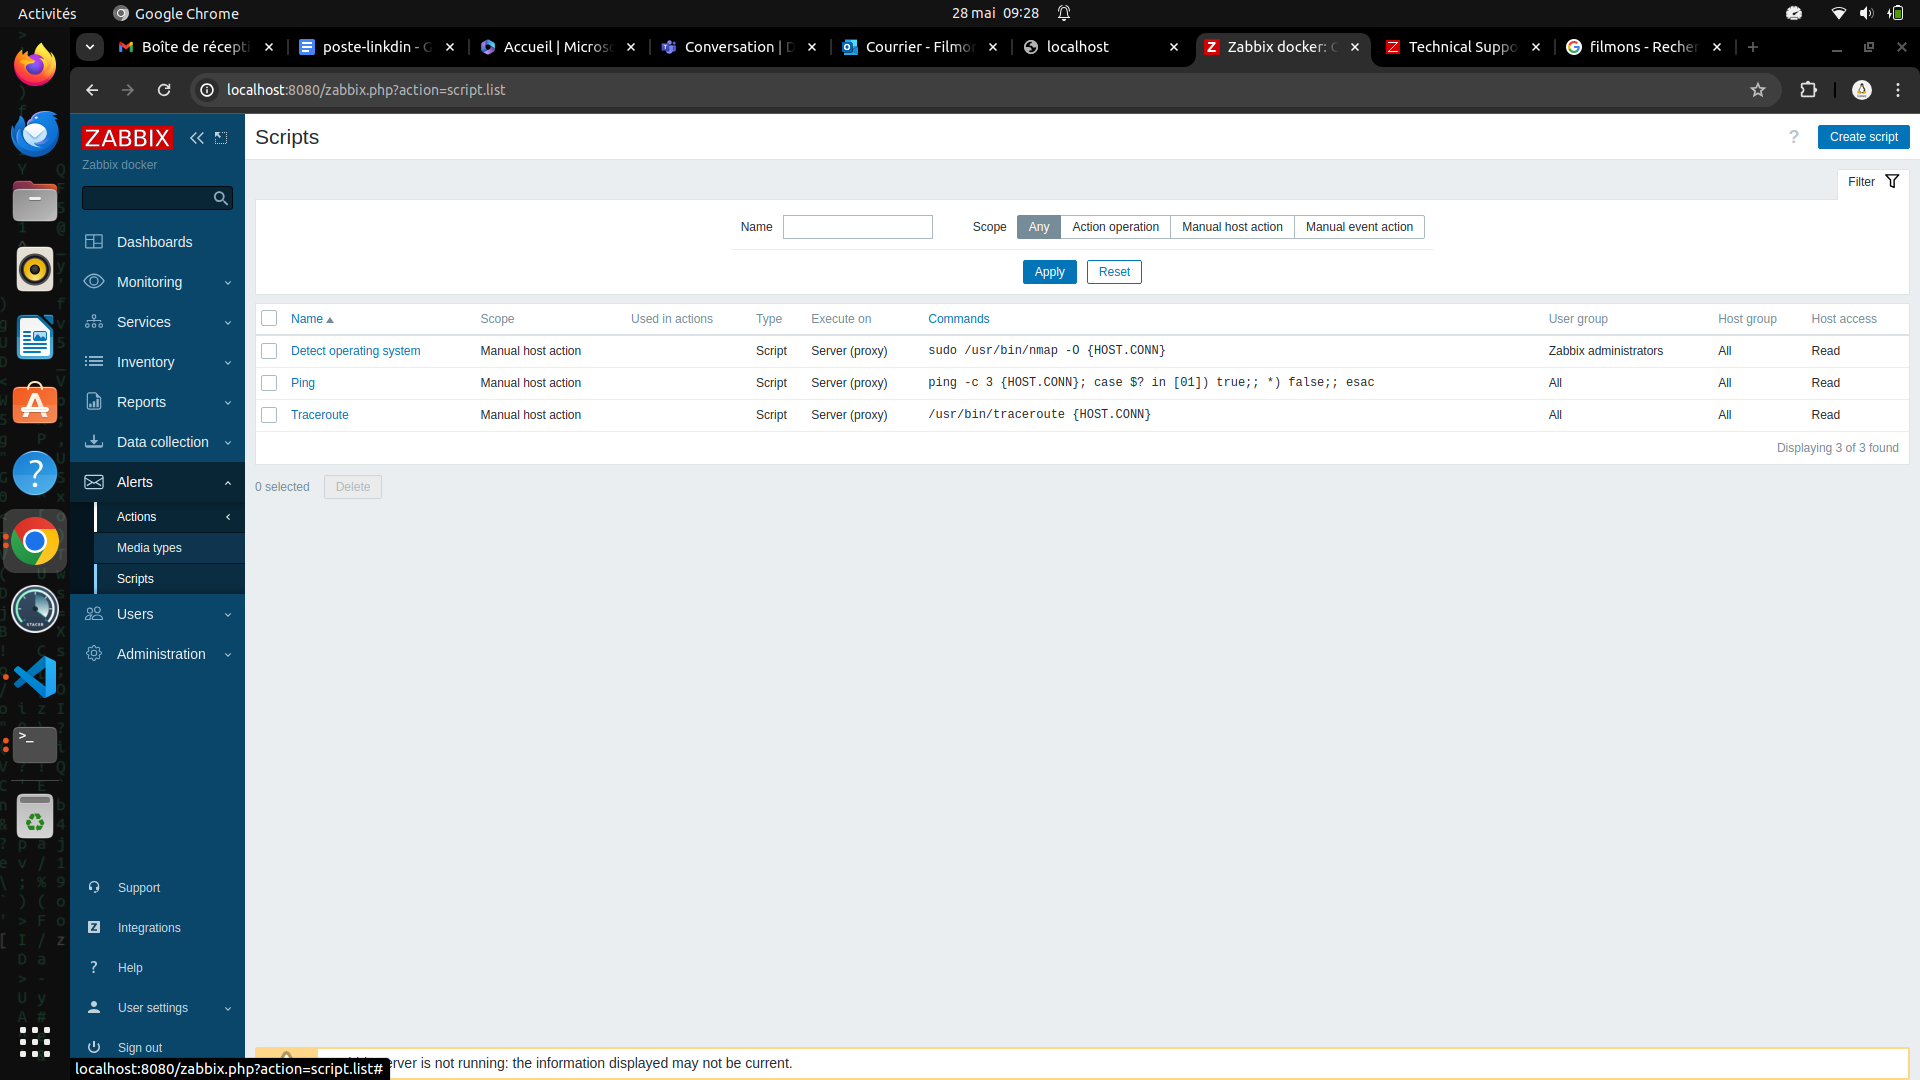 Activités
Google Chrome
28 mai 09:28
Boîte de récepti
poste-linkdin - G
Accueil | Micros
Conversation | D
Courrier - Filmor
localhost
Zabbix docker: C
Technical Suppo
filmons - Recher
localhost:8080/zabbix.php?action=script.list
ZABBIX
Zabbix docker
Dashboards
Monitoring
Services
Inventory
Reports
Data collection
Alerts
Actions
Media types
Scripts
Users
Administration
Support
Integrations
Help
User settings
Sign out
Scripts
?
Create script
Filter
Name
Scope Any Action operation Manual host action Manual event action
Apply Reset
Name Scope Used in actions Type Execute on Commands User group Host group Host access
Detect operating system Manual host action Script Server (proxy) sudo /usr/bin/nmap -O {HOST.CONN} Zabbix administrators All Read
Ping Manual host action Script Server (proxy) ping -c 3 {HOST.CONN}; case $? in [01]) true;; *) false;; esac All All Read
Traceroute Manual host action Script Server (proxy) /usr/bin/traceroute {HOST.CONN} All All Read
Displaying 3 of 3 found
0 selected Delete
server is not running: the information displayed may not be current.
localhost:8080/zabbix.php?action=script.list#